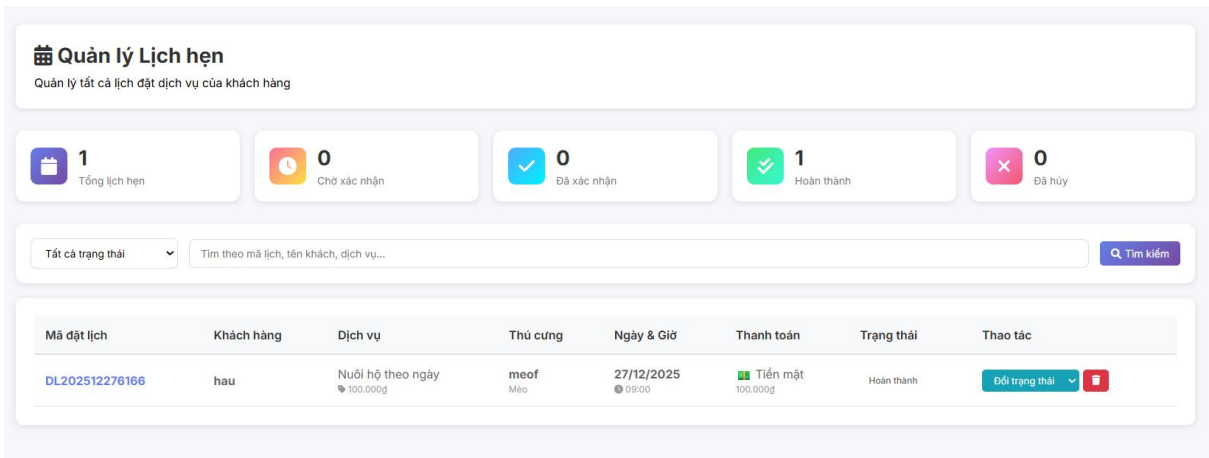 Quản lý Lịch hẹn
Quản lý tất cả lịch đặt dịch vụ của khách hàng
1
Tổng lịch hẹn
0
Chờ xác nhận
0
Đã xác nhận
1
Hoàn thành
0
Đã hủy
Tất cả trạng thái
Tìm theo mã lịch, tên khách, dịch vụ...
Tìm kiếm
Mã đặt lịch Khách hàng Dịch vụ Thú cưng Ngày & Giờ Thanh toán Trạng thái Thao tác
DL202512276166 hau Nuôi hộ theo ngày meof 27/12/2025 Tiền mặt Hoàn thành Đổi trạng thái
100.000₫ Mèo 09:00 100.000₫